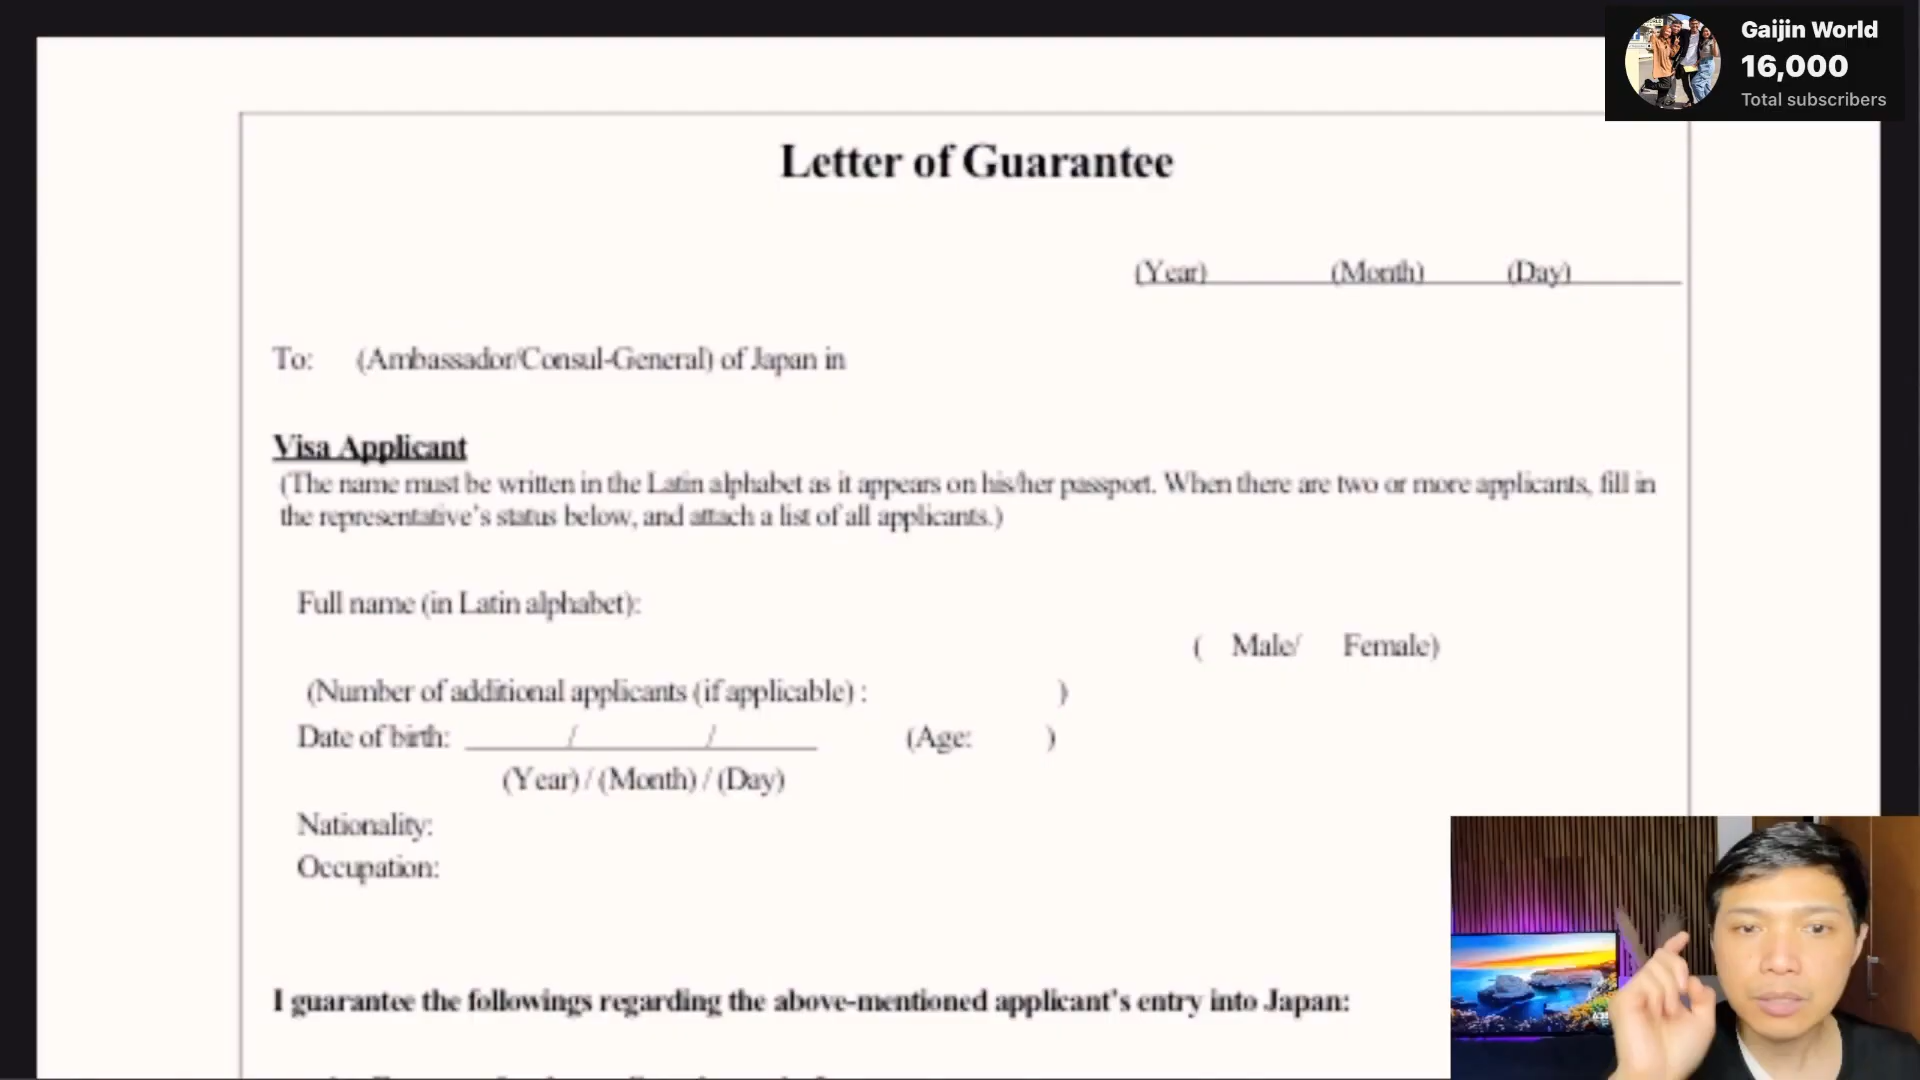 Gaijin World
16,000
Total subscribers
Letter of Guarantee
(Year) (Month) (Day)
To: (Ambassador/Consul-General) of Japan in
Visa Applicant
(The name must be written in the Latin alphabet as it appears on his/her passport. When there are two or more applicants, fill in
the representative's status below, and attach a list of all applicants.)
Full name (in Latin alphabet):
( Male/ Female)
(Number of additional applicants (if applicable) : )
Date of birth: / / (Age: )
(Year) / (Month) / (Day)
Nationality:
Occupation:
I guarantee the followings regarding the above-mentioned applicant's entry into Japan: